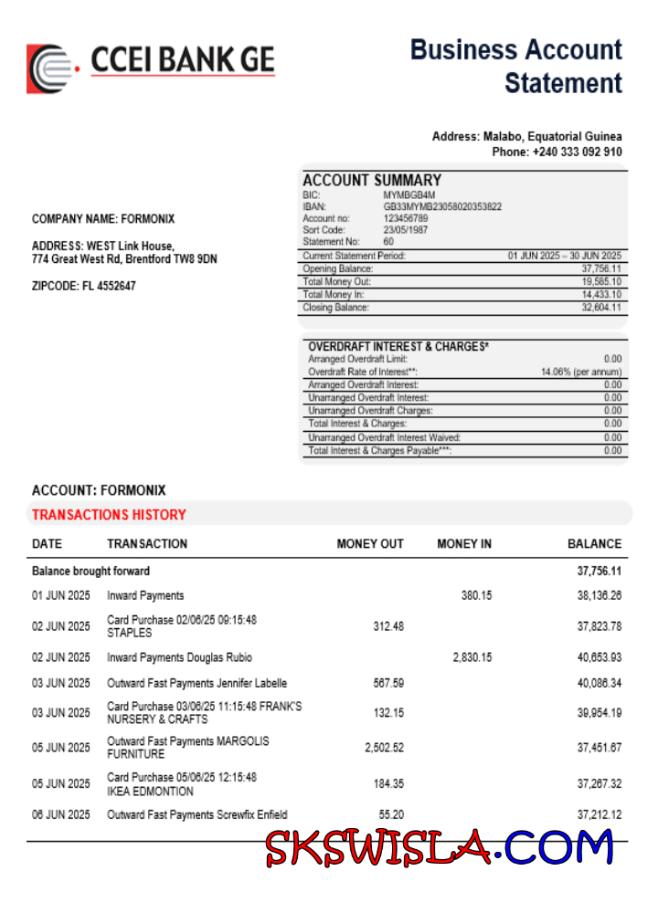 CCEI BANK GE
Business Account
Statement
Address: Malabo, Equatorial Guinea
Phone: +240 333 092 910
ACCOUNT SUMMARY
BIC: MYMBGB4M
IBAN: GB33MYMB23058020353822
Account no: 123456789
Sort Code: 23/05/1987
Statement No: 60
Current Statement Period: 01 JUN 2025 – 30 JUN 2025
Opening Balance: 37,756.11
Total Money Out: 19,585.10
Total Money In: 14,433.10
Closing Balance: 32,604.11
COMPANY NAME: FORMONIX
ADDRESS: WEST Link House,
774 Great West Rd, Brentford TW8 9DN
ZIPCODE: FL 4552647
OVERDRAFT INTEREST & CHARGES*
Arranged Overdraft Limit: 0.00
Overdraft Rate of Interest**: 14.06% (per annum)
Arranged Overdraft Interest: 0.00
Unarranged Overdraft Interest: 0.00
Unarranged Overdraft Charges: 0.00
Total Interest & Charges: 0.00
Unarranged Overdraft Interest Waived: 0.00
Total Interest & Charges Payable***: 0.00
ACCOUNT: FORMONIX
TRANSACTIONS HISTORY
DATE TRANSACTION MONEY OUT MONEY IN BALANCE
Balance brought forward 37,756.11
01 JUN 2025 Inward Payments 380.15 38,136.26
02 JUN 2025 Card Purchase 02/06/25 09:15:48 312.48 37,823.78
STAPLES
02 JUN 2025 Inward Payments Douglas Rubio 2,830.15 40,653.93
03 JUN 2025 Outward Fast Payments Jennifer Labelle 567.59 40,086.34
03 JUN 2025 Card Purchase 03/06/25 11:15:48 FRANK'S 132.15 39,954.19
NURSERY & CRAFTS
05 JUN 2025 Outward Fast Payments MARGOLIS 2,502.52 37,451.67
FURNITURE
05 JUN 2025 Card Purchase 05/06/25 12:15:48 184.35 37,267.32
IKEA EDMONTION
06 JUN 2025 Outward Fast Payments Screwfix Enfield 55.20 37,212.12
SKSWISLA.COM